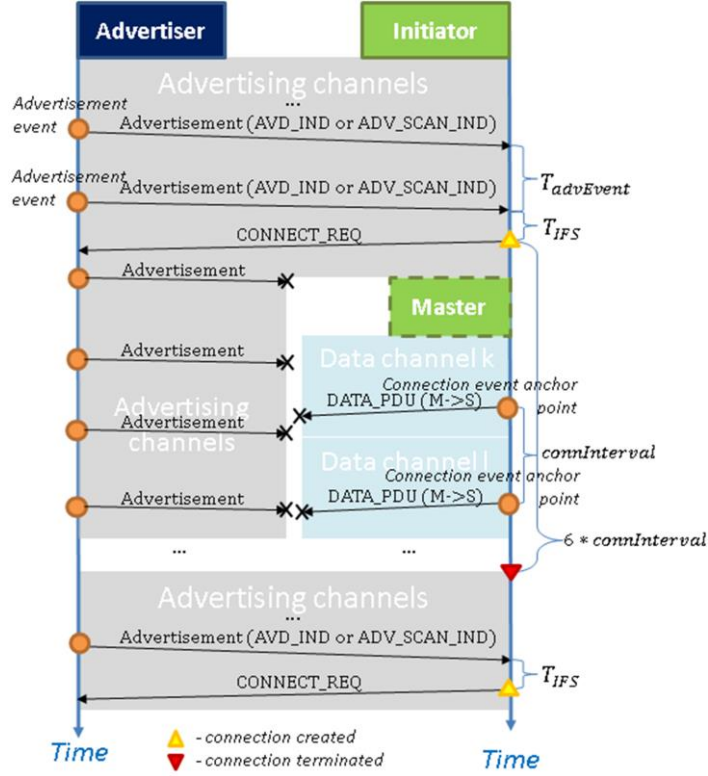 Advertiser
Initiator
Advertising channels
...
Advertisement
event
Advertisement (AVD_IND or ADV_SCAN_IND)
Advertisement
event
Advertisement (AVD_IND or ADV_SCAN_IND)
T_advEvent
T_IFS
CONNECT_REQ
Advertisement
Master
Advertisement
Data channel k
Connection event anchor
point
DATA_PDU (M->S)
Advertising
channels
Advertisement
connInterval
Data channel l
Connection event anchor
point
DATA_PDU (M->S)
Advertisement
6 * connInterval
...
...
Advertising channels
...
Advertisement (AVD_IND or ADV_SCAN_IND)
CONNECT_REQ
T_IFS
Time
- connection created
- connection terminated
Time